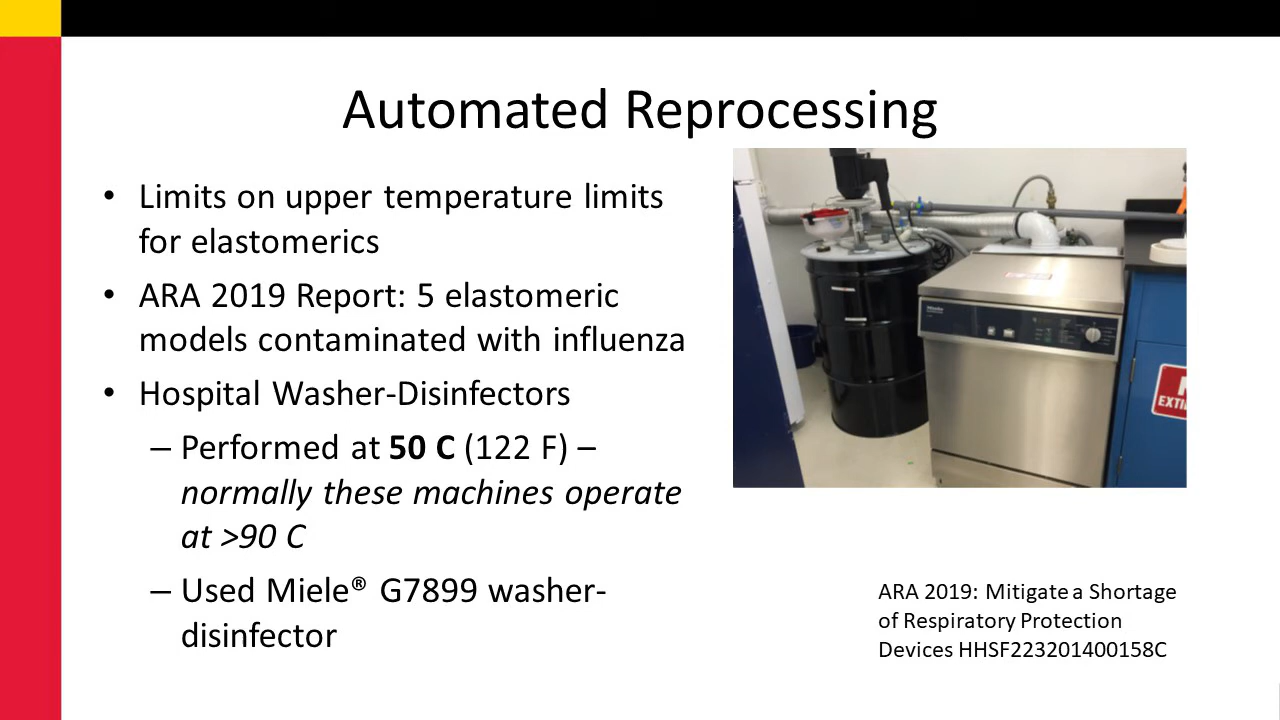 Automated Reprocessing
• Limits on upper temperature limits
for elastomerics
• ARA 2019 Report: 5 elastomeric
models contaminated with influenza
• Hospital Washer-Disinfectors
– Performed at 50 C (122 F) –
normally these machines operate
at >90 C
– Used Miele® G7899 washer-
disinfector
Miele
EXTI
ARA 2019: Mitigate a Shortage
of Respiratory Protection
Devices HHSF223201400158C